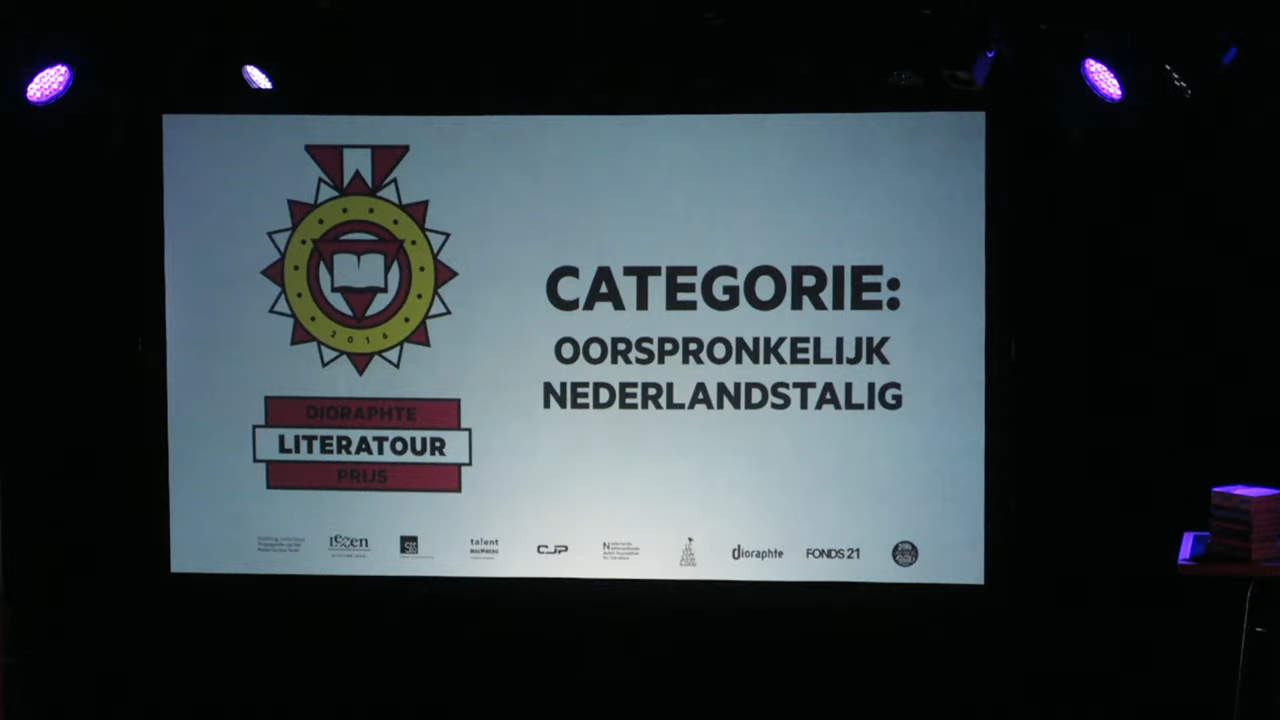 2016
DIORAPHTE
LITERATOUR
PRIJS
CATEGORIE:
OORSPRONKELIJK
NEDERLANDSTALIG
lezen
talent
CJP
dioraphte
FONDS 21